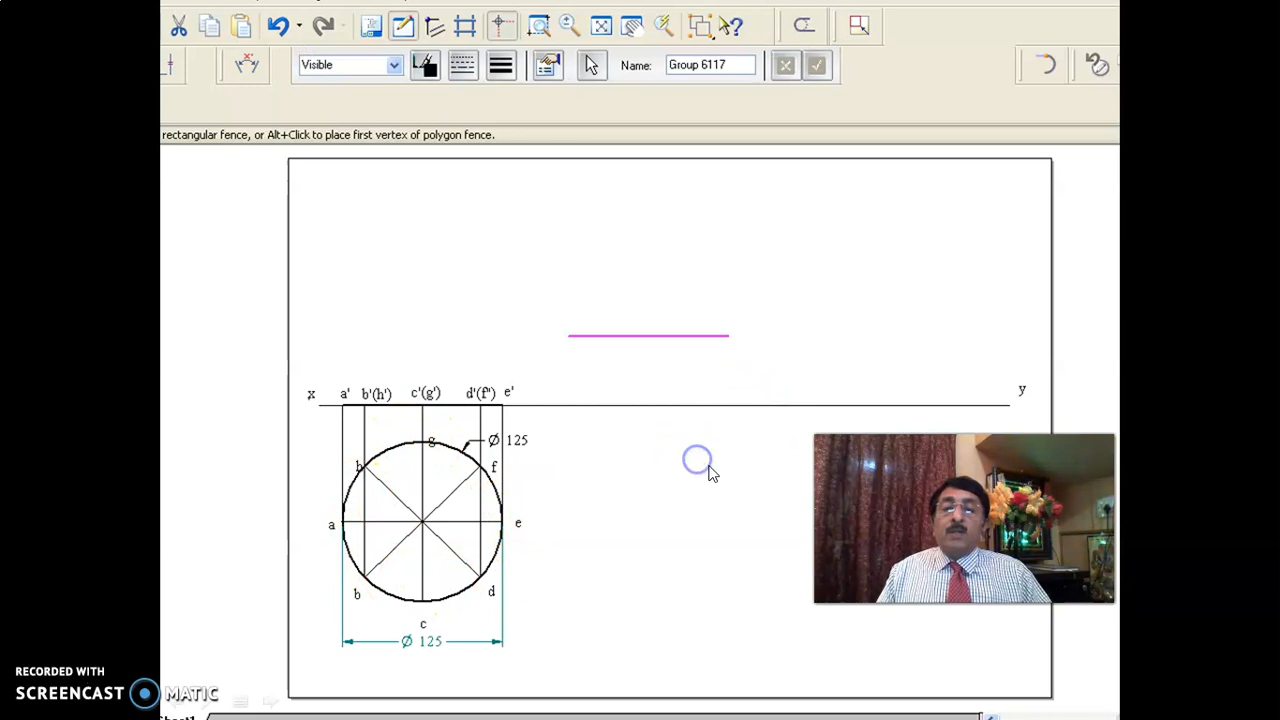 Visible
Name:
Group 6117
rectangular fence, or Alt+Click to place first vertex of polygon fence.
x a' b'(h') c'(g') d'(f') e' y
g Ø 125
h f
a e
b d
c
Ø 125
RECORDED WITH
SCREENCAST MATIC
Sheet1